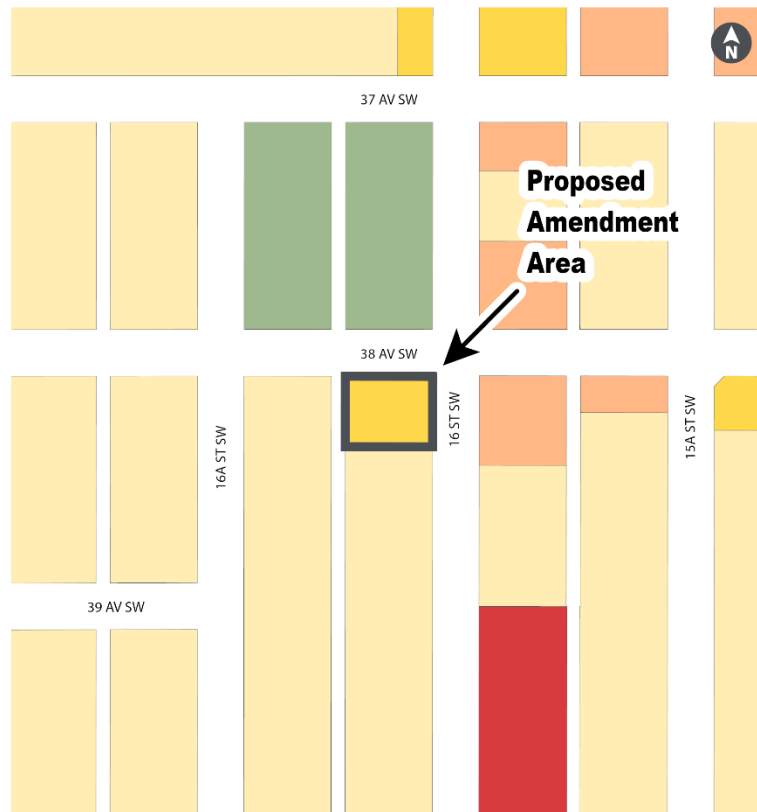 N
37 AV SW
Proposed
Amendment
Area
38 AV SW
16 ST SW
15A ST SW
16A ST SW
39 AV SW